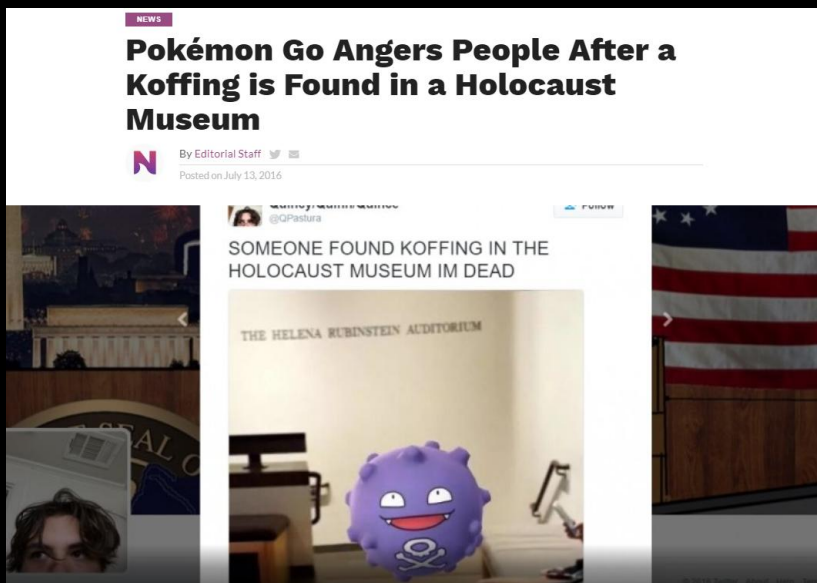 NEWS
Pokémon Go Angers People After a
Koffing is Found in a Holocaust
Museum
N
By Editorial Staff
Posted on July 13, 2016
@QPastura
SOMEONE FOUND KOFFING IN THE
HOLOCAUST MUSEUM IM DEAD
THE HELENA RUBINSTEIN AUDITORIUM
SEAL O